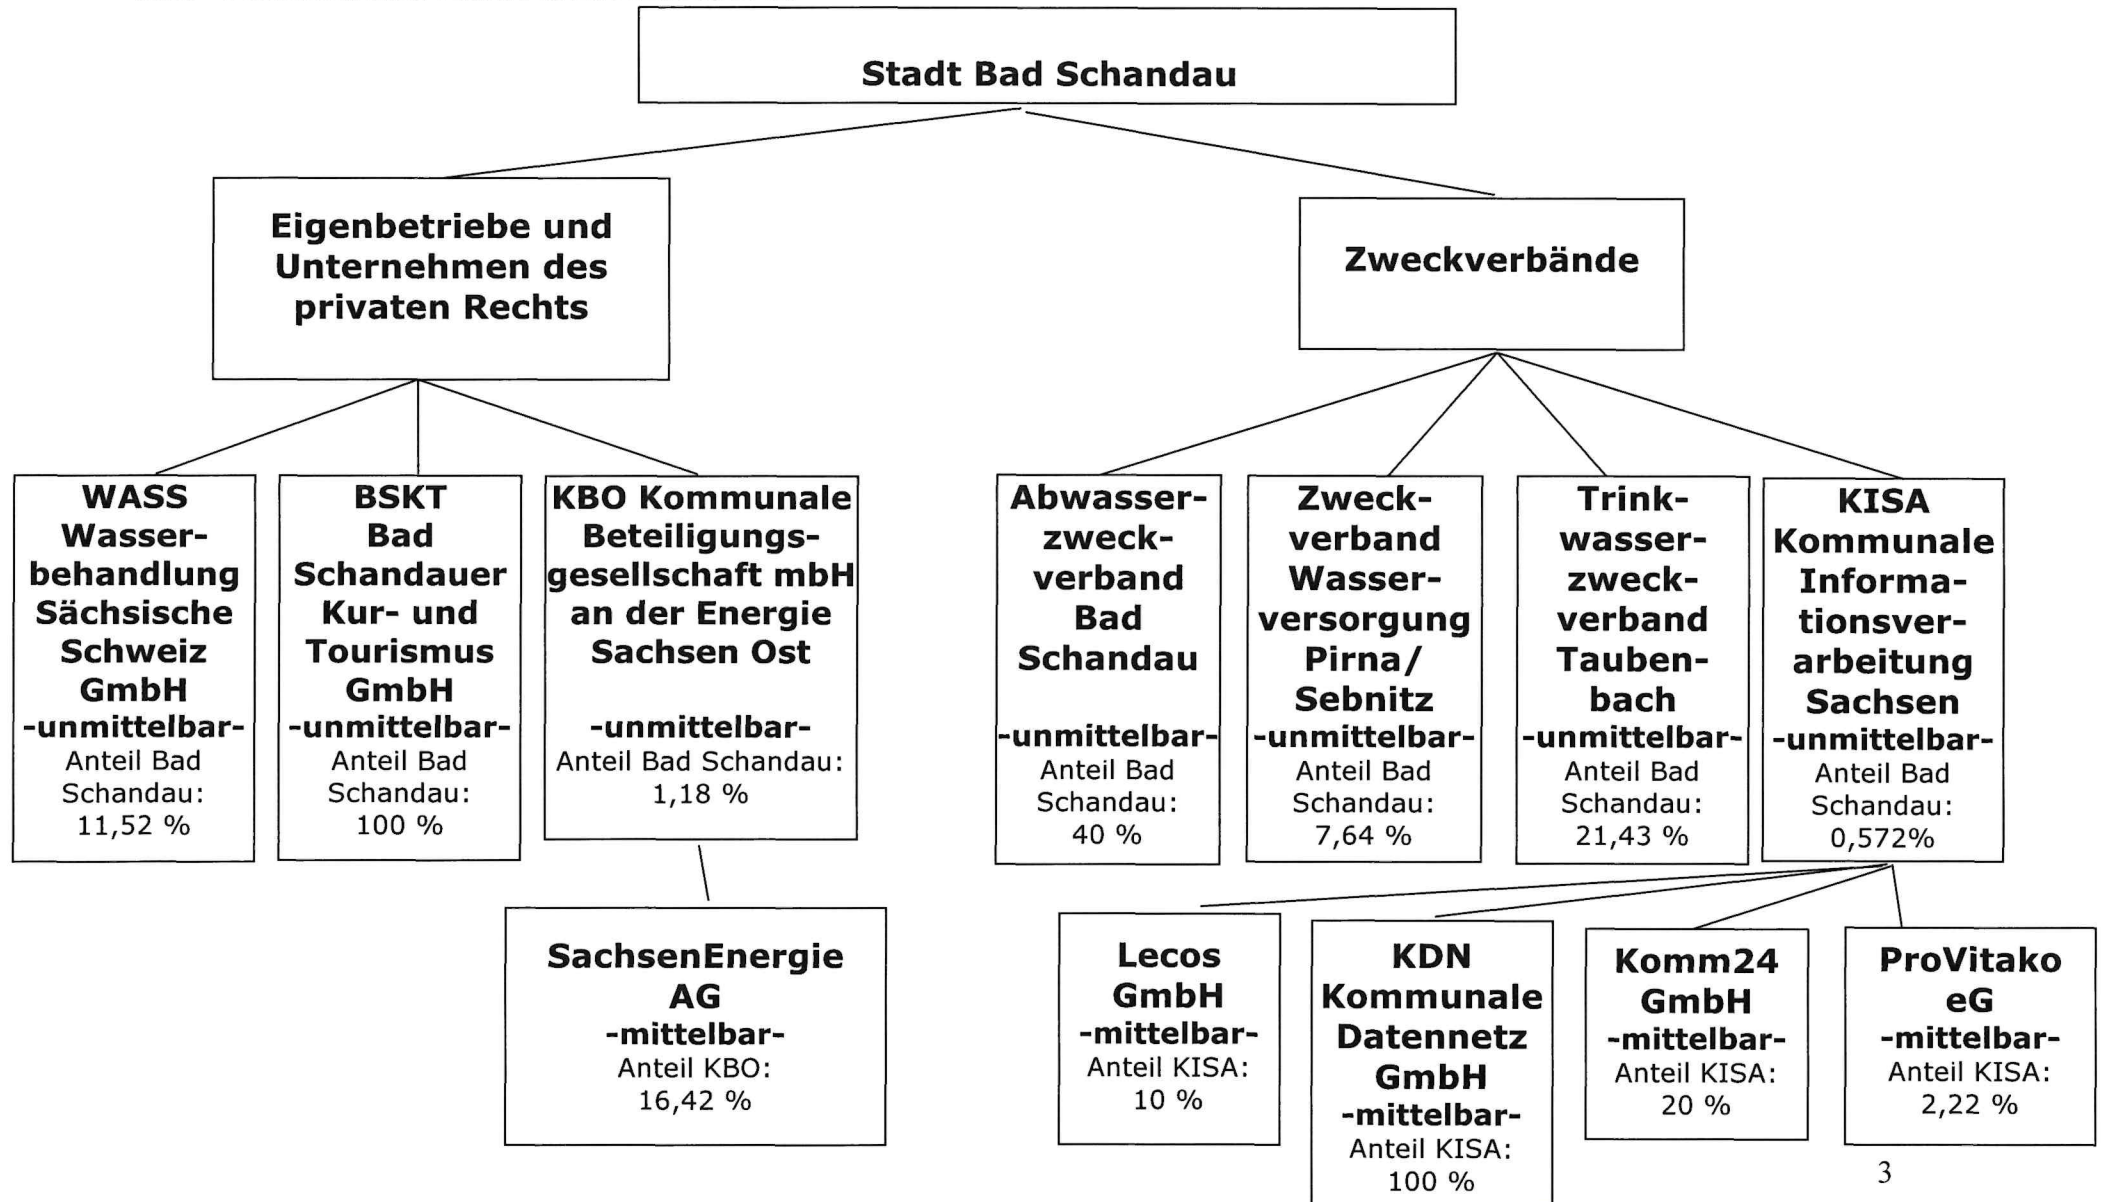 Stadt Bad Schandau
Eigenbetriebe und
Unternehmen des
privaten Rechts
Zweckverbände
WASS
Wasser-
behandlung
Sächsische
Schweiz
GmbH
-unmittelbar-
Anteil Bad
Schandau:
11,52 %
BSKT
Bad
Schandauer
Kur- und
Tourismus
GmbH
-unmittelbar-
Anteil Bad
Schandau:
100 %
KBO Kommunale
Beteiligungs-
gesellschaft mbH
an der Energie
Sachsen Ost
-unmittelbar-
Anteil Bad Schandau:
1,18 %
Abwasser-
zweck-
verband
Bad
Schandau
-unmittelbar-
Anteil Bad
Schandau:
40 %
Zweck-
verband
Wasser-
versorgung
Pirna/
Sebnitz
-unmittelbar-
Anteil Bad
Schandau:
7,64 %
Trink-
wasser-
zweck-
verband
Tauben-
bach
-unmittelbar-
Anteil Bad
Schandau:
21,43 %
KISA
Kommunale
Informa-
tionsver-
arbeitung
Sachsen
-unmittelbar-
Anteil Bad
Schandau:
0,572%
SachsenEnergie
AG
-mittelbar-
Anteil KBO:
16,42 %
Lecos
GmbH
-mittelbar-
Anteil KISA:
10 %
KDN
Kommunale
Datennetz
GmbH
-mittelbar-
Anteil KISA:
100 %
Komm24
GmbH
-mittelbar-
Anteil KISA:
20 %
ProVitako
eG
-mittelbar-
Anteil KISA:
2,22 %
3